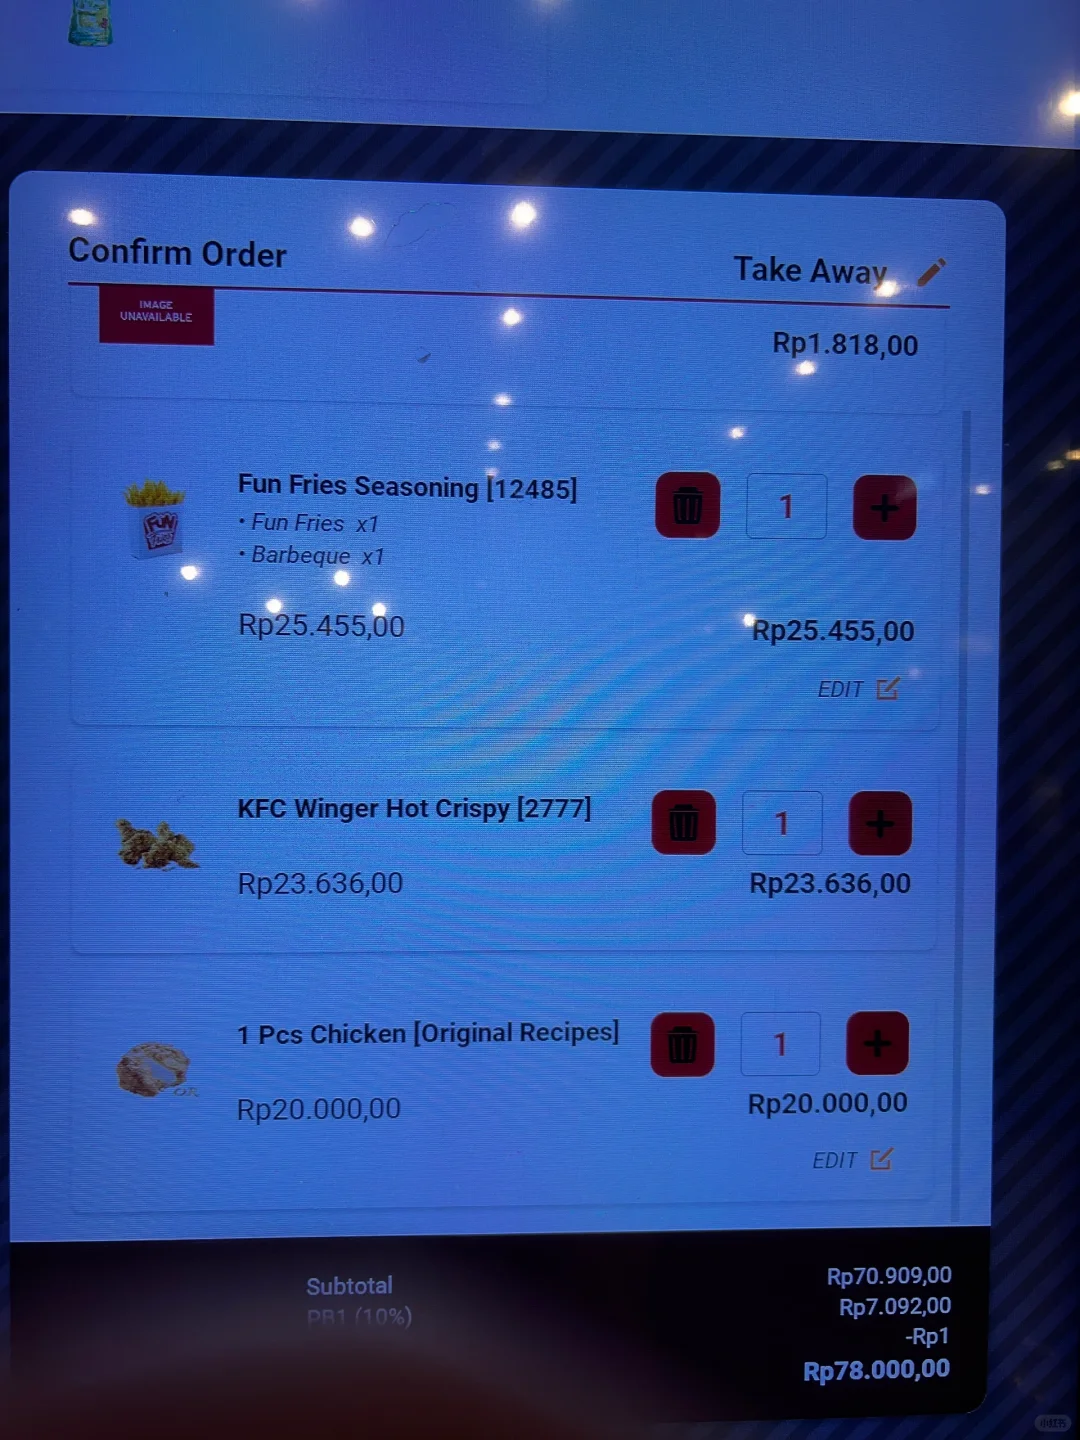 Confirm Order
Take Away
IMAGE
UNAVAILABLE
Rp1.818,00
Fun Fries Seasoning [12485]
• Fun Fries x1
• Barbeque x1
1
Rp25.455,00
Rp25.455,00
EDIT
KFC Winger Hot Crispy [2777]
1
Rp23.636,00
Rp23.636,00
1 Pcs Chicken [Original Recipes]
1
Rp20.000,00
Rp20.000,00
EDIT
Subtotal
Rp70.909,00
PB1 (10%)
Rp7.092,00
-Rp1
Rp78.000,00
小红书